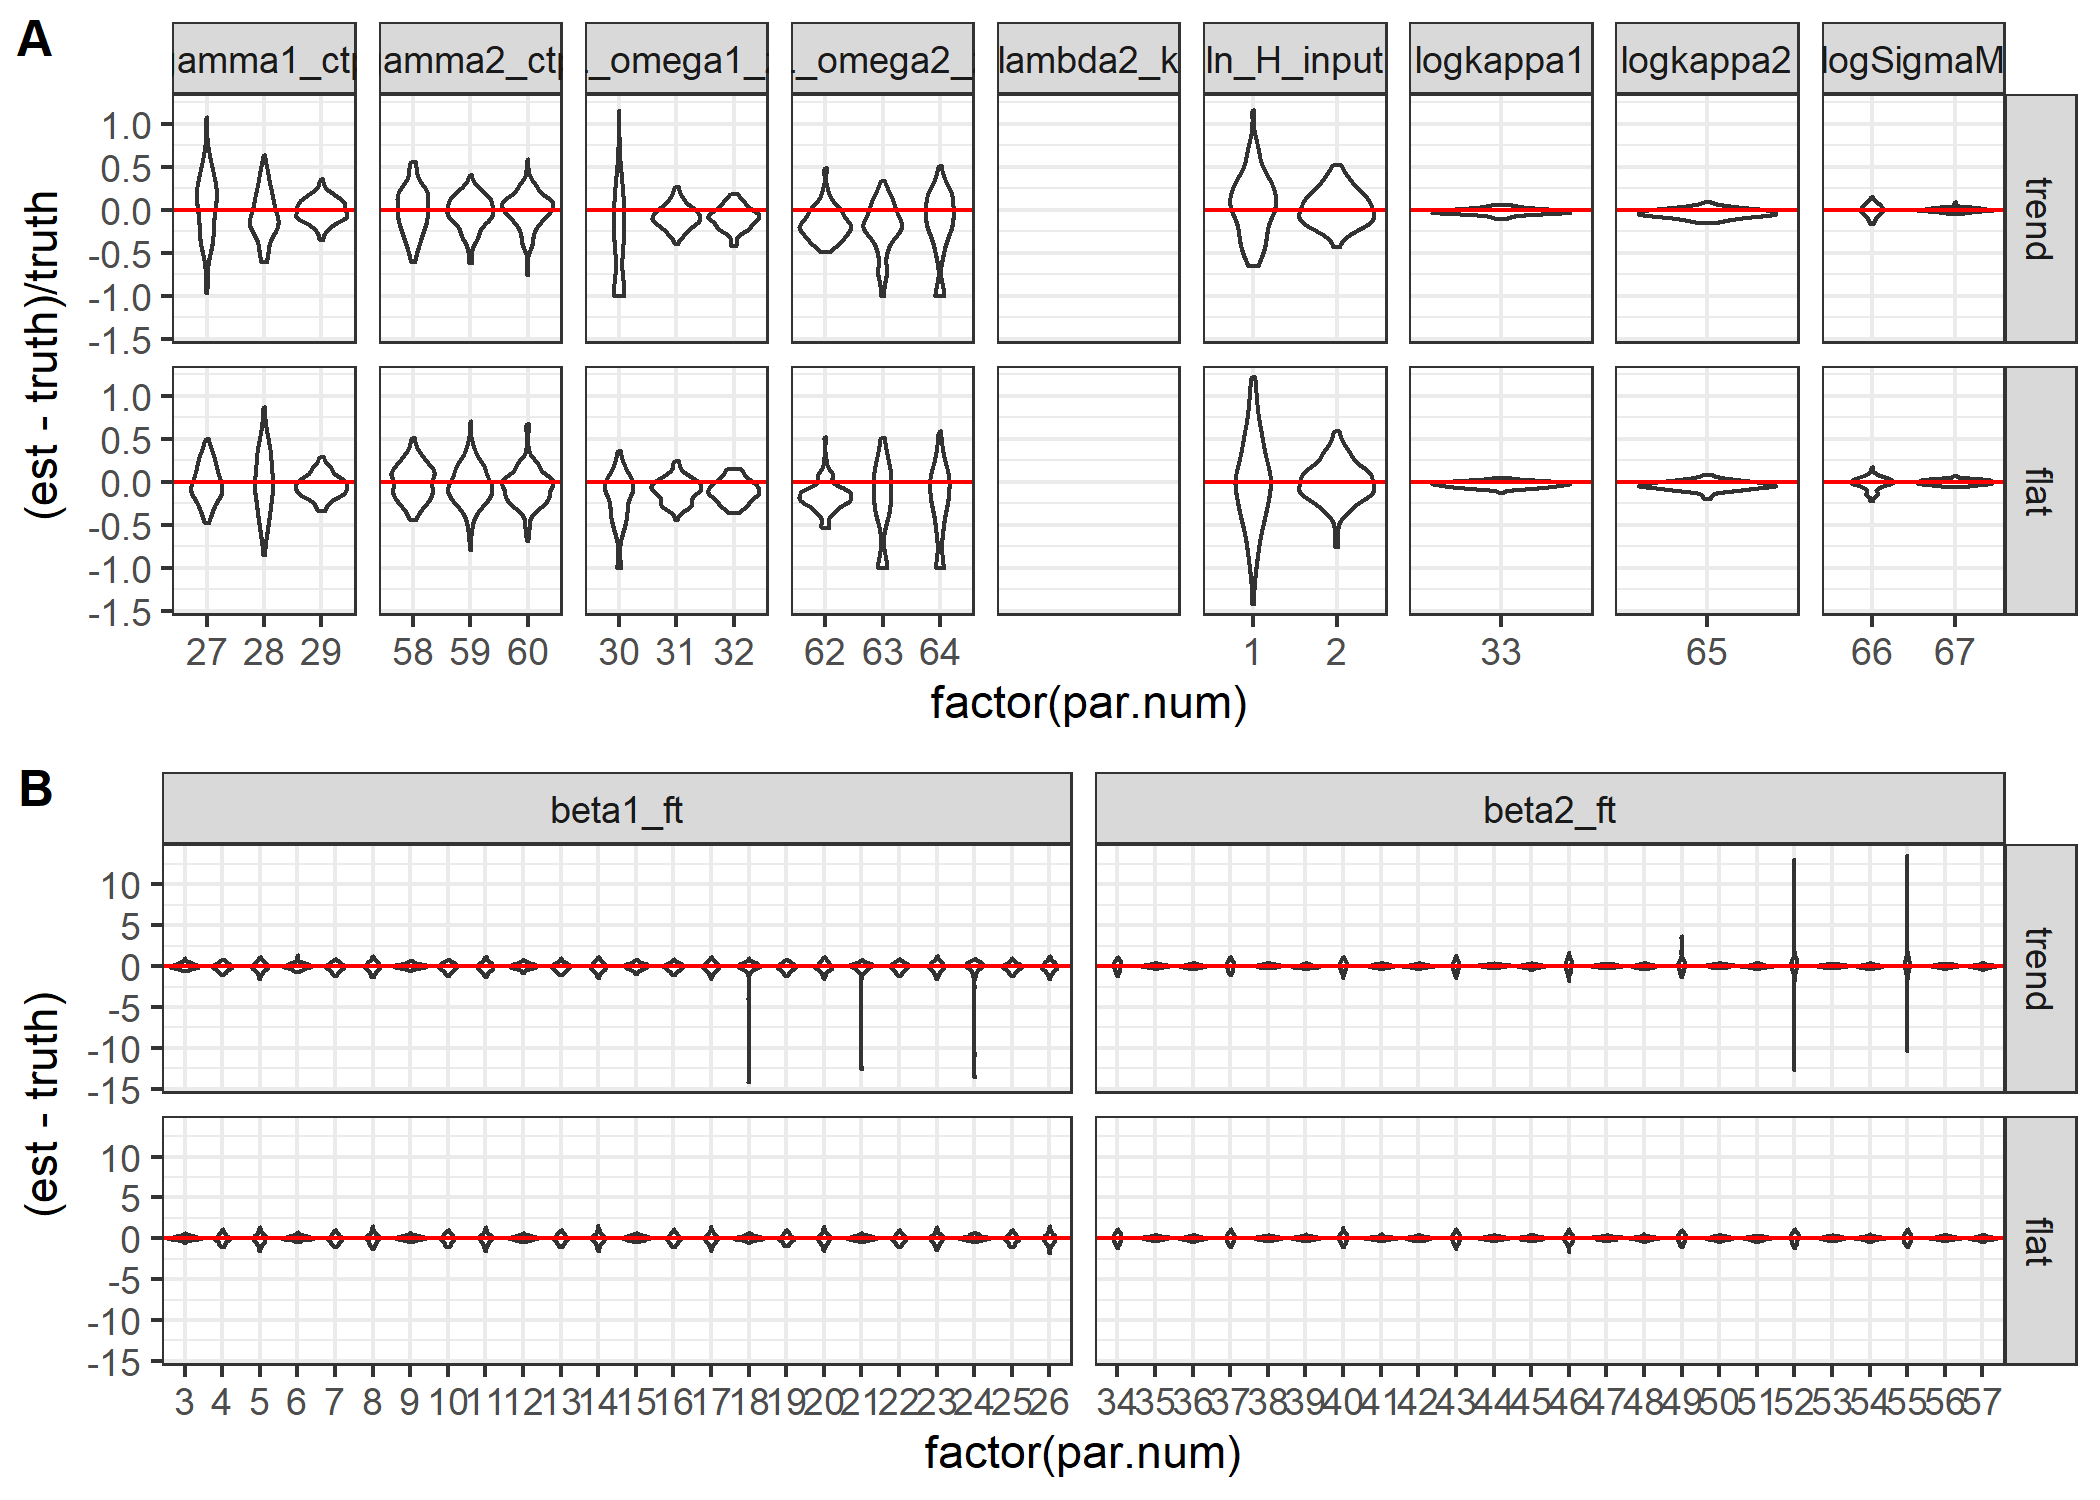 A
amma1_ctp amma2_ctp _omega1_ _omega2_ lambda2_k ln_H_input logkappa1 logkappa2 logSigmaM
1.0
0.5
0.0
-0.5
-1.0
-1.5
trend
1.0
0.5
0.0
-0.5
-1.0
-1.5
flat
(est - truth)/truth
27 28 29 58 59 60 30 31 32 62 63 64 1 2 33 65 66 67
factor(par.num)
B
beta1_ft beta2_ft
10
5
0
-5
-10
-15
trend
10
5
0
-5
-10
-15
flat
(est - truth)
3 4 5 6 7 8 9 10 11 12 13 14 15 16 17 18 19 20 21 22 23 24 25 26 34 35 36 37 38 39 40 41 42 43 44 45 46 47 48 49 50 51 52 53 54 55 56 57
factor(par.num)